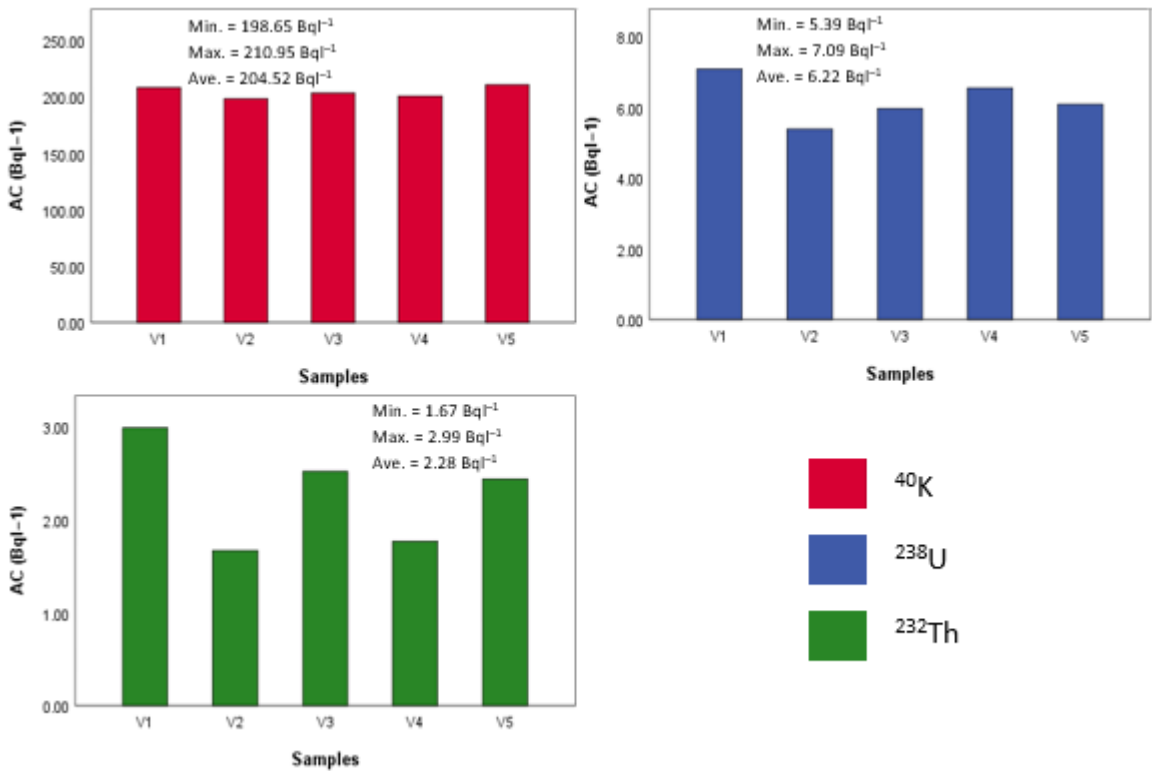 Min. = 198.65 Bql⁻¹
Max. = 210.95 Bql⁻¹
Ave. = 204.52 Bql⁻¹
AC (Bql−1)
250.00
200.00
150.00
100.00
50.00
0.00
V1 V2 V3 V4 V5
Samples
Min. = 5.39 Bql⁻¹
Max. = 7.09 Bql⁻¹
Ave. = 6.22 Bql⁻¹
AC (Bql−1)
8.00
6.00
4.00
2.00
0.00
V1 V2 V3 V4 V5
Samples
Min. = 1.67 Bql⁻¹
Max. = 2.99 Bql⁻¹
Ave. = 2.28 Bql⁻¹
AC (Bql−1)
3.00
2.00
1.00
0.00
V1 V2 V3 V4 V5
Samples
⁴⁰K
²³⁸U
²³²Th